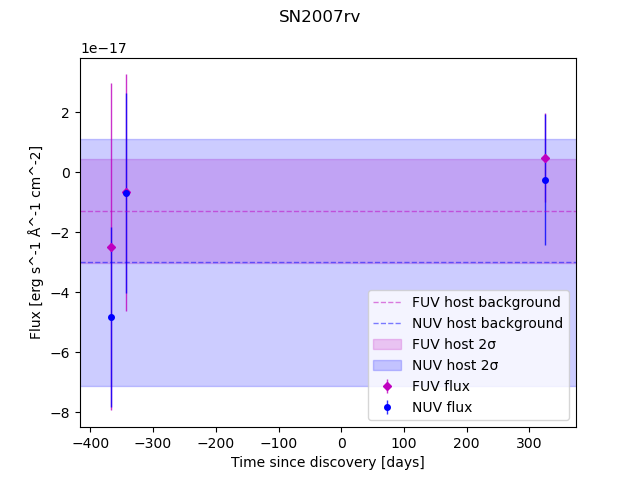 SN2007rv
1e−17
Flux [erg s^-1 Å^-1 cm^-2]
2
0
−2
−4
−6
−8
FUV host background
NUV host background
FUV host 2σ
NUV host 2σ
FUV flux
NUV flux
−400 −300 −200 −100 0 100 200 300
Time since discovery [days]